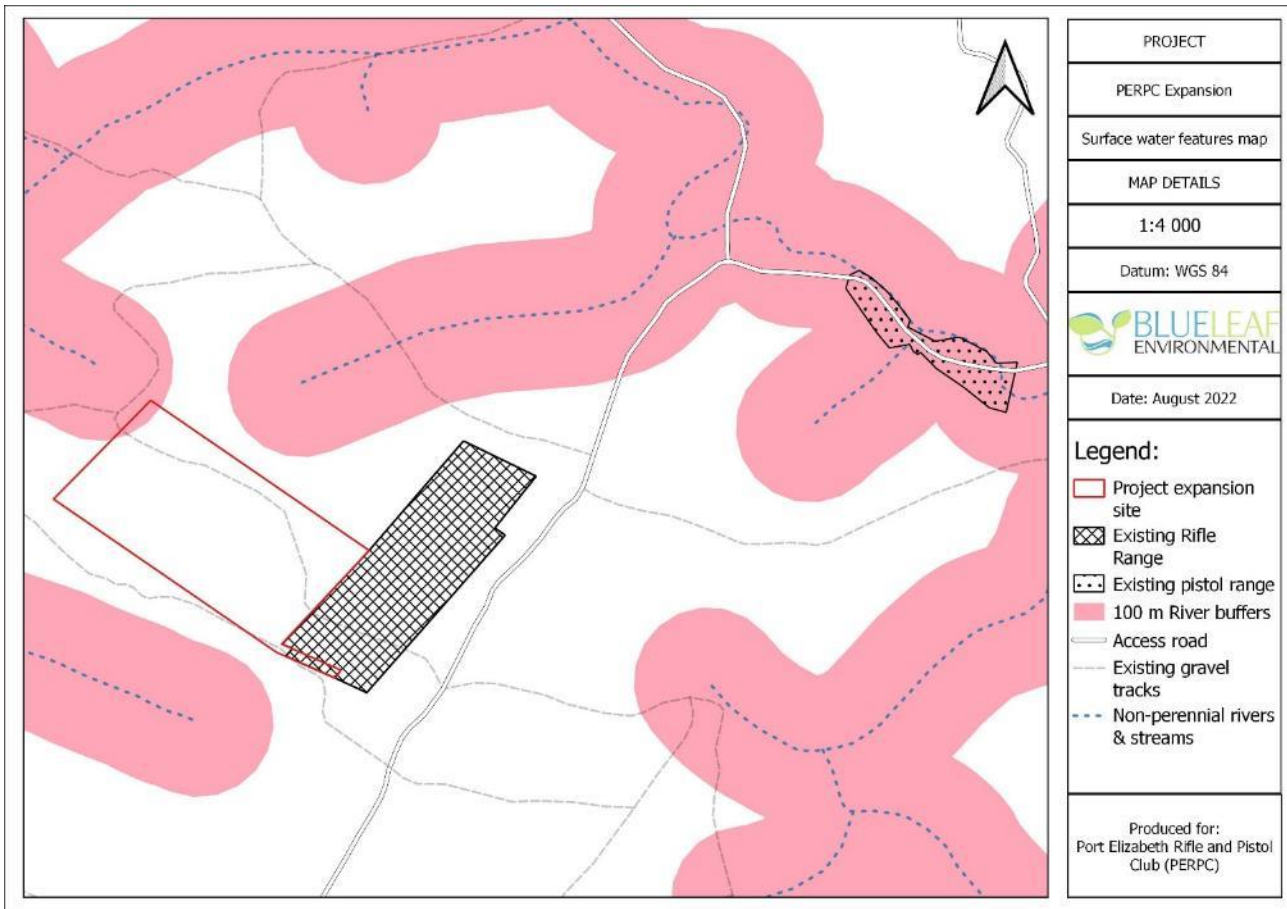 PROJECT
PERPC Expansion
Surface water features map
MAP DETAILS
1:4 000
Datum: WGS 84
BLUELEAF
ENVIRONMENTAL
Date: August 2022
Legend:
Project expansion
site
Existing Rifle
Range
Existing pistol range
100 m River buffers
Access road
Existing gravel
tracks
Non-perennial rivers
& streams
Produced for:
Port Elizabeth Rifle and Pistol
Club (PERPC)